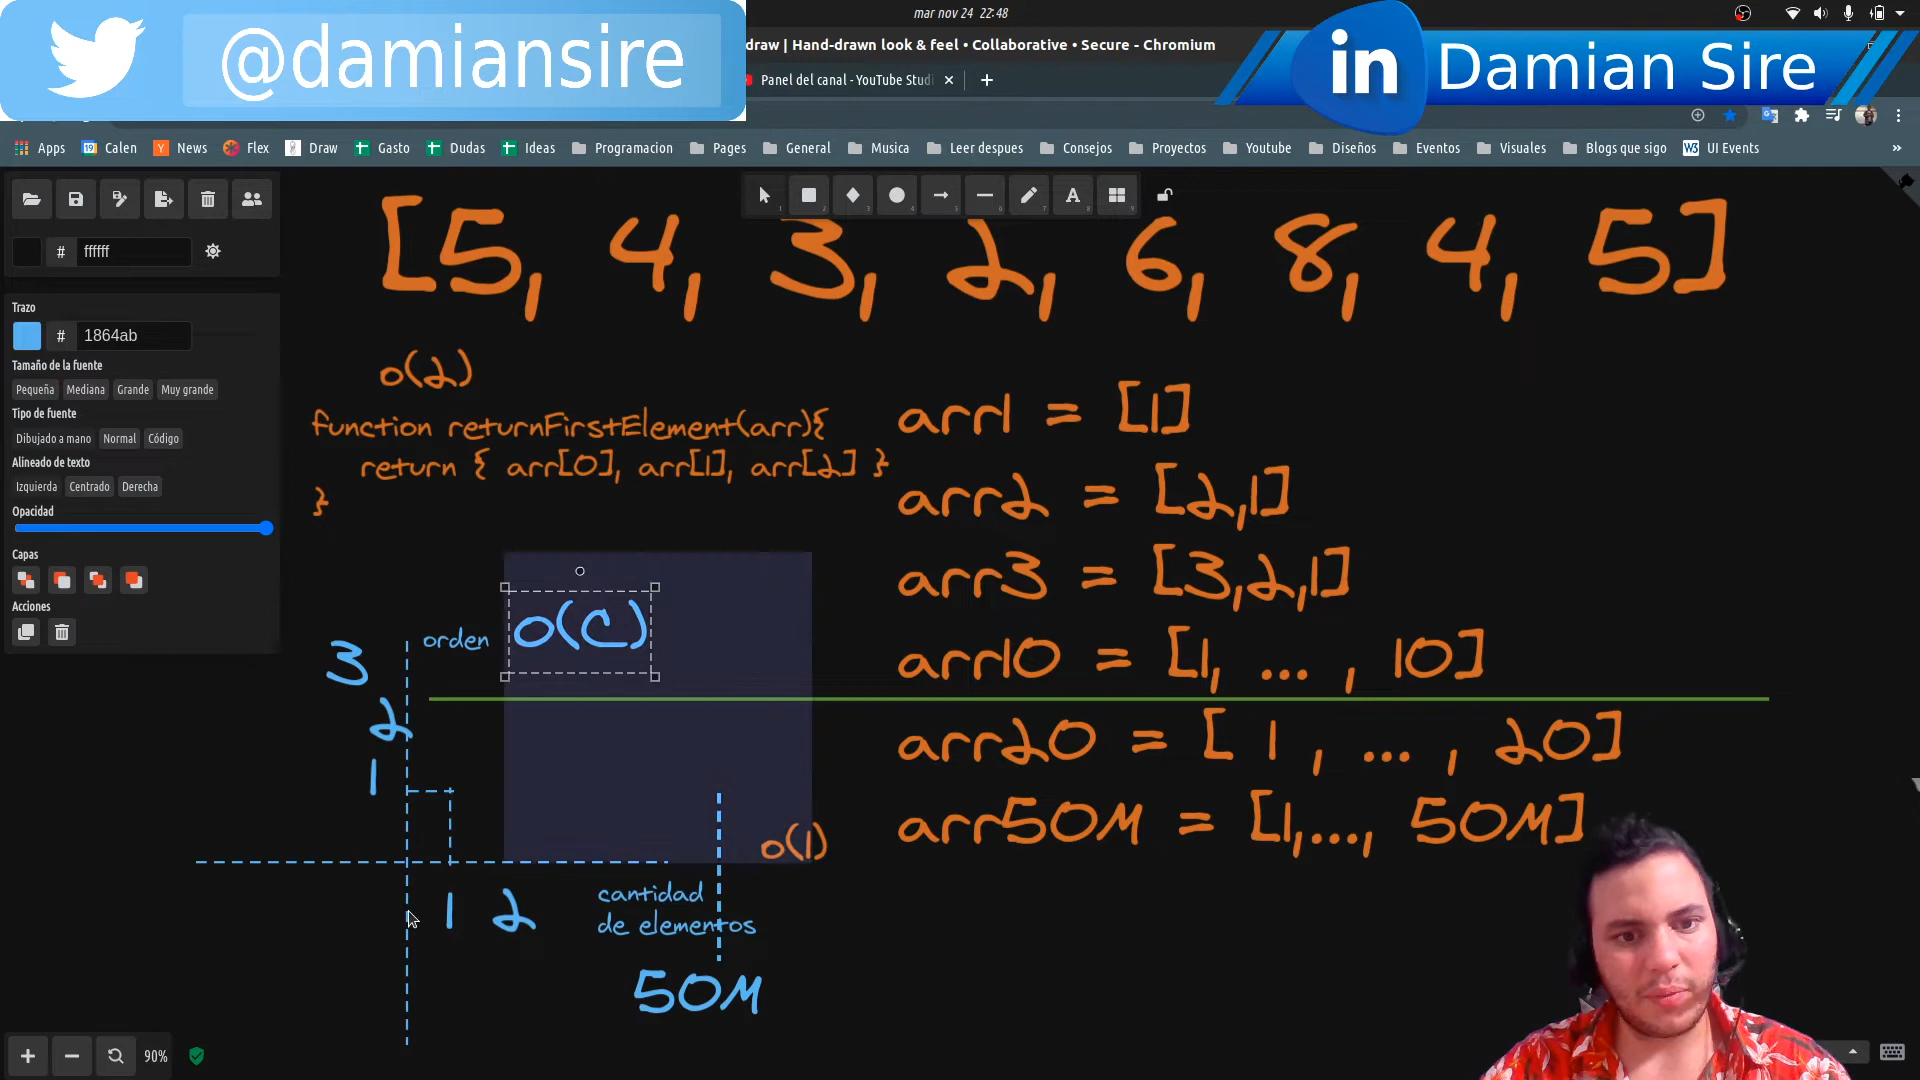 mar nov 24 22:48
@damiansire
draw | Hand-drawn look & feel • Collaborative • Secure - Chromium
in Damian Sire
Panel del canal - YouTube Studi
Apps Calen News Flex Draw Gasto Dudas Ideas Programacion Pages General Musica Leer despues Consejos Proyectos Youtube Diseños Eventos Visuales Blogs que sigo UI Events »
# ffffff
[5, 4, 3, 2, 6, 8, 4, 5]
Trazo
# 1864ab
Tamaño de la fuente
Pequeña Mediana Grande Muy grande
Tipo de fuente
Dibujado a mano Normal Código
Alineado de texto
Izquierda Centrado Derecha
Opacidad
Capas
Acciones
o(2)
function returnFirstElement(arr){
return { arr[0], arr[1], arr[2] }
}
arr1 = [1]
arr2 = [2,1]
arr3 = [3,2,1]
arr10 = [1, ... , 10]
arr20 = [ 1 , ... , 20]
arr50M = [1,..., 50M]
orden
o(C)
3
2
1
o(1)
1 2
cantidad
de elementos
50M
90%